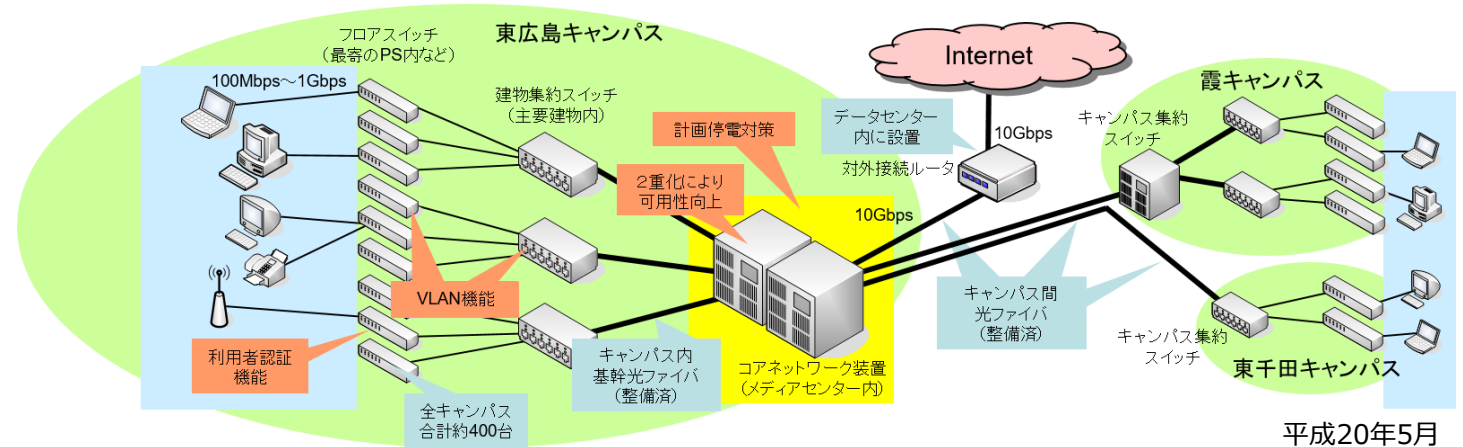 東広島キャンパス
フロアスイッチ
（最寄のPS内など）
100Mbps～1Gbps
建物集約スイッチ
（主要建物内）
計画停電対策
２重化により
可用性向上
VLAN機能
利用者認証
機能
全キャンパス
合計約400台
キャンパス内
基幹光ファイバ
（整備済）
コアネットワーク装置
（メディアセンター内）
Internet
データセンター
内に設置
10Gbps
対外接続ルータ
10Gbps
キャンパス間
光ファイバ
（整備済）
霞キャンパス
キャンパス集約
スイッチ
キャンパス集約
スイッチ
東千田キャンパス
平成20年5月